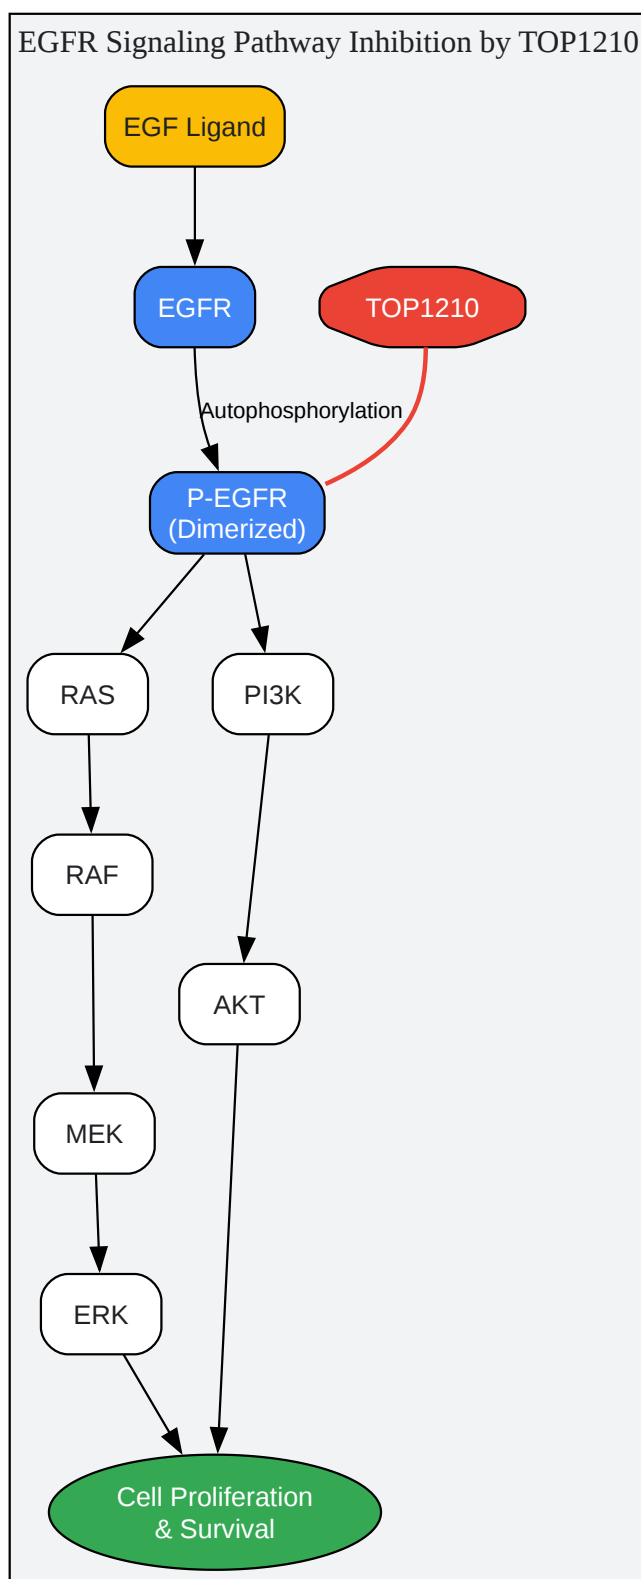 EGFR Signaling Pathway Inhibition by TOP1210
EGF Ligand
EGFR
TOP1210
Autophosphorylation
P-EGFR
(Dimerized)
RAS
PI3K
RAF
AKT
MEK
ERK
Cell Proliferation
& Survival